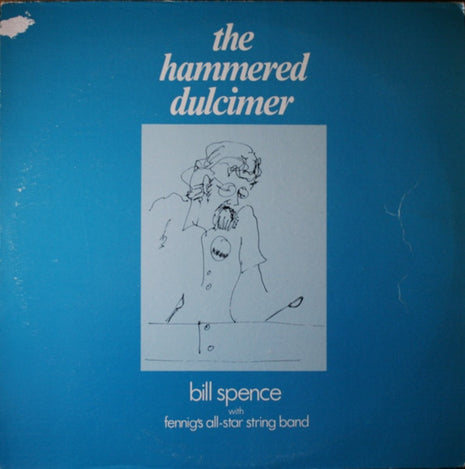 the
hammered
dulcimer
bill spence
with
fennig's all-star string band